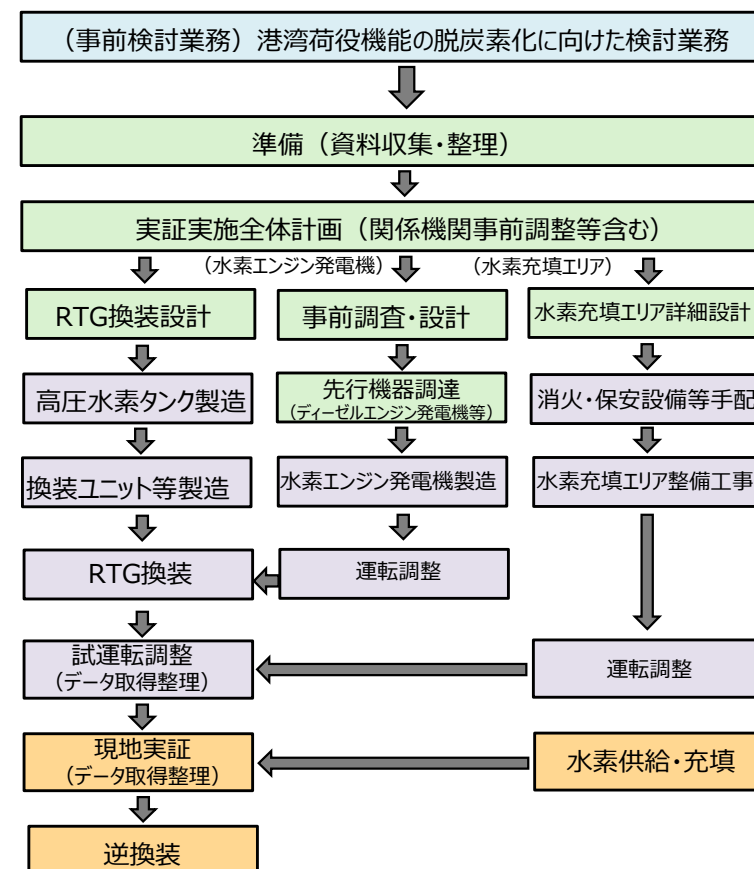 （事前検討業務）港湾荷役機能の脱炭素化に向けた検討業務
準備（資料収集・整理）
実証実施全体計画（関係機関事前調整等含む）
（水素エンジン発電機）
（水素充填エリア）
RTG換装設計
事前調査・設計
水素充填エリア詳細設計
高圧水素タンク製造
先行機器調達
（ディーゼルエンジン発電機等）
消火・保安設備等手配
換装ユニット等製造
水素エンジン発電機製造
水素充填エリア整備工事
RTG換装
運転調整
試運転調整
（データ取得整理）
運転調整
現地実証
（データ取得整理）
水素供給・充填
逆換装